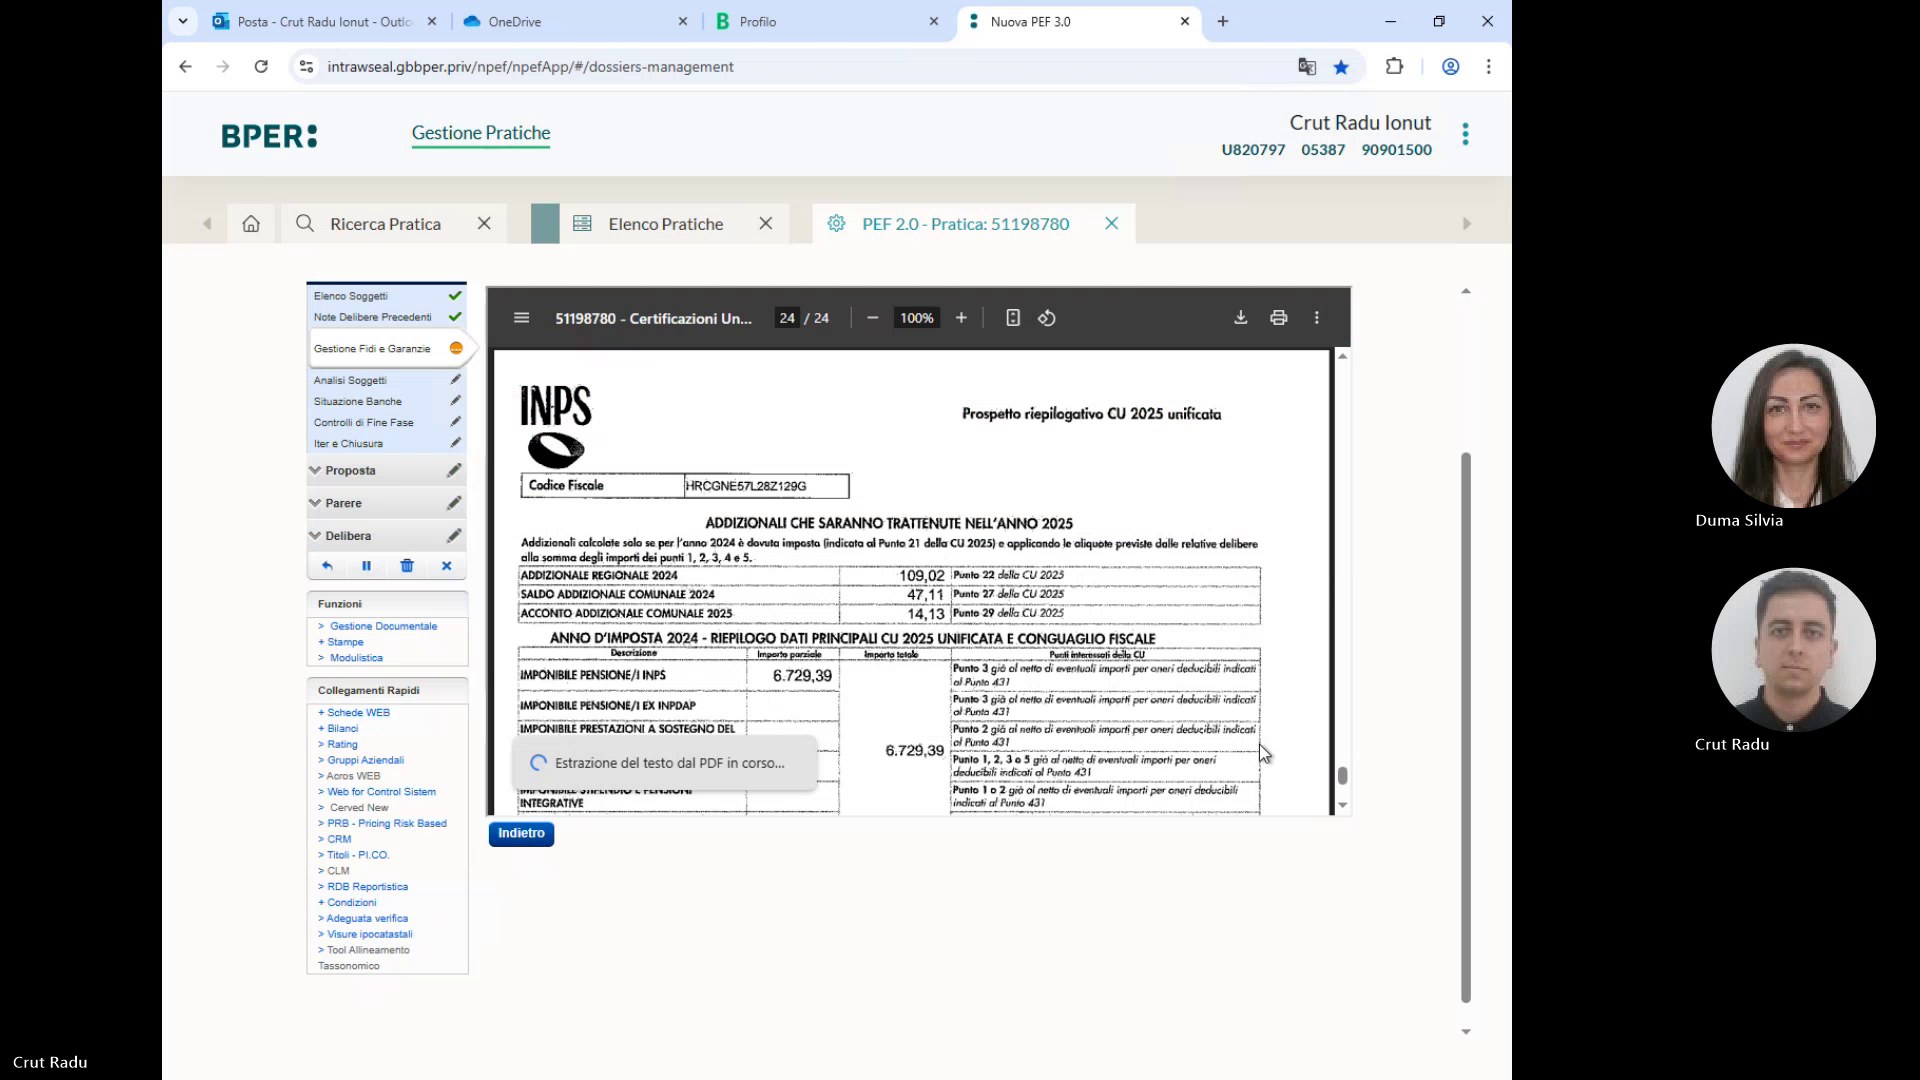 Posta - Crut Radu Ionut - Outlo
OneDrive
Profilo
Nuova PEF 3.0
intrawseal.gbbper.priv/npef/npefApp/#/dossiers-management
BPER:
Gestione Pratiche
Crut Radu Ionut
U820797 05387 90901500
Ricerca Pratica
Elenco Pratiche
PEF 2.0 - Pratica: 51198780
Elenco Soggetti
Note Delibere Precedenti
Gestione Fidi e Garanzie
Analisi Soggetti
Situazione Banche
Controlli di Fine Fase
Iter e Chiusura
Proposta
Parere
Delibera
Funzioni
> Gestione Documentale
+ Stampe
> Modulistica
Collegamenti Rapidi
+ Schede WEB
+ Bilanci
> Rating
> Gruppi Aziendali
> Acros WEB
> Web for Control Sistem
> Cerved New
> PRB - Pricing Risk Based
> CRM
> Titoli - PI.CO.
> CLM
> RDB Reportistica
+ Condizioni
> Adeguata verifica
> Visure ipocatastali
> Tool Allineamento
Tassonomico
51198780 - Certificazioni Un...
24 / 24
100%
INPS
Prospetto riepilogativo CU 2025 unificata
Codice Fiscale HRCGNE57L28Z129G
ADDIZIONALI CHE SARANNO TRATTENUTE NELL'ANNO 2025
Addizionali calcolate solo se per l'anno 2024 è dovuta imposta (indicata al Punto 21 della CU 2025) e applicando le aliquote previste dalle relative delibere
alla somma degli importi dei punti 1, 2, 3, 4 e 5.
ADDIZIONALE REGIONALE 2024 109,02 Punto 22 della CU 2025
SALDO ADDIZIONALE COMUNALE 2024 47,11 Punto 27 della CU 2025
ACCONTO ADDIZIONALE COMUNALE 2025 14,13 Punto 29 della CU 2025
ANNO D'IMPOSTA 2024 - RIEPILOGO DATI PRINCIPALI CU 2025 UNIFICATA E CONGUAGLIO FISCALE
Descrizione Importo parziale Importo totale Punti interessati della CU
IMPONIBILE PENSIONE/I INPS 6.729,39 Punto 3 già al netto di eventuali importi per oneri deducibili indicati
al Punto 431
IMPONIBILE PENSIONE/I EX INPDAP Punto 3 già al netto di eventuali importi per oneri deducibili indicati
al Punto 431
IMPONIBILE PRESTAZIONI A SOSTEGNO DEL Punto 2 già al netto di eventuali importi per oneri deducibili indicati
al Punto 431
6.729,39
Punto 1, 2, 3 o 5 già al netto di eventuali importi per oneri
deducibili indicati al Punto 431
IMPONIBILE STIPENDIO E PENSIONI
INTEGRATIVE
Punto 1 o 2 già al netto di eventuali importi per oneri deducibili
indicati al Punto 431
Estrazione del testo dal PDF in corso...
Indietro
Duma Silvia
Crut Radu
Crut Radu